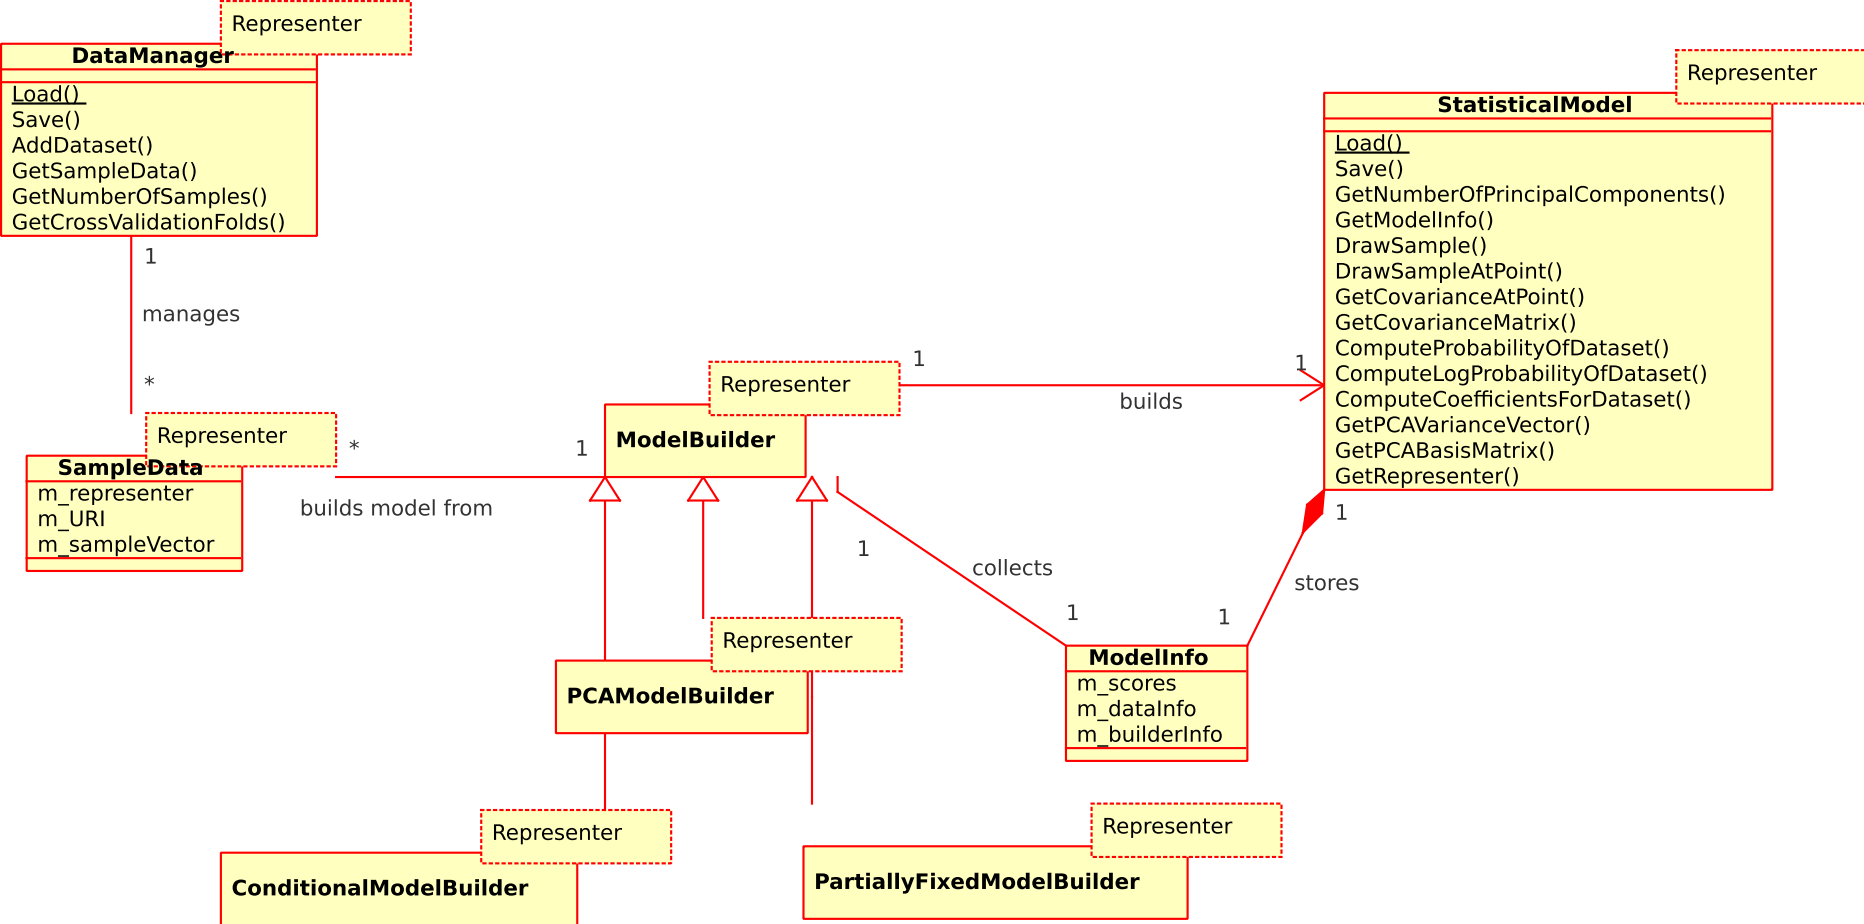 Representer
DataManager
Load()
Save()
AddDataset()
GetSampleData()
GetNumberOfSamples()
GetCrossValidationFolds()
Representer
StatisticalModel
Load()
Save()
GetNumberOfPrincipalComponents()
GetModelInfo()
DrawSample()
DrawSampleAtPoint()
GetCovarianceAtPoint()
GetCovarianceMatrix()
ComputeProbabilityOfDataset()
ComputeLogProbabilityOfDataset()
ComputeCoefficientsForDataset()
GetPCAVarianceVector()
GetPCABasisMatrix()
GetRepresenter()
1
manages
*
Representer
SampleData
m_representer
m_URI
m_sampleVector
*
1
builds model from
Representer
ModelBuilder
1
1
builds
1
collects
1
1
stores
1
Representer
PCAModelBuilder
ModelInfo
m_scores
m_dataInfo
m_builderInfo
Representer
ConditionalModelBuilder
Representer
PartiallyFixedModelBuilder